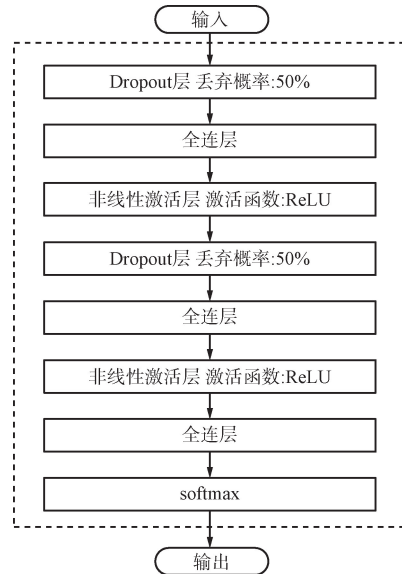 输入
Dropout层 丢弃概率:50%
全连层
非线性激活层 激活函数:ReLU
Dropout层 丢弃概率:50%
全连层
非线性激活层 激活函数:ReLU
全连层
softmax
输出